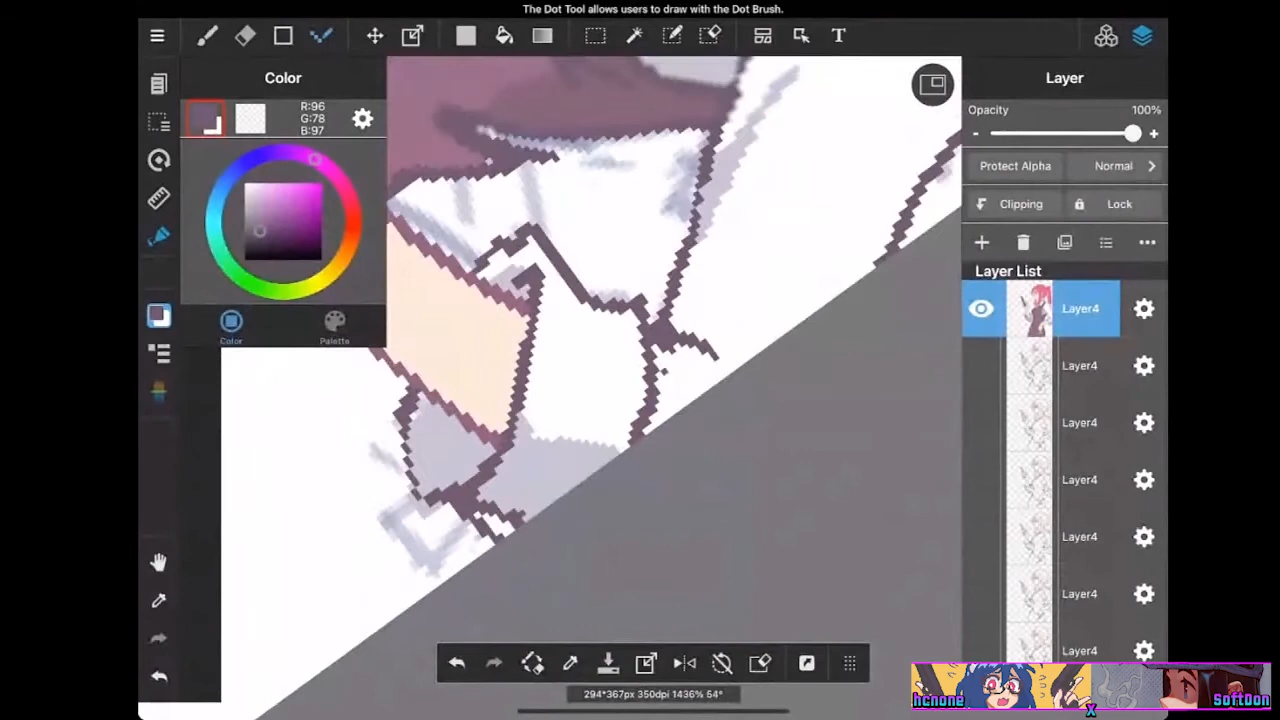 The Dot Tool allows users to draw with the Dot Brush.
T
Color
R:96
G:78
B:97
Color
Palette
Layer
Opacity
100%
-
+
Protect Alpha
Normal
Clipping
Lock
Layer List
Layer4
Layer4
Layer4
Layer4
Layer4
Layer4
Layer4
294*367px 350dpi 1436% 54°
hcnone
X
SoftDon